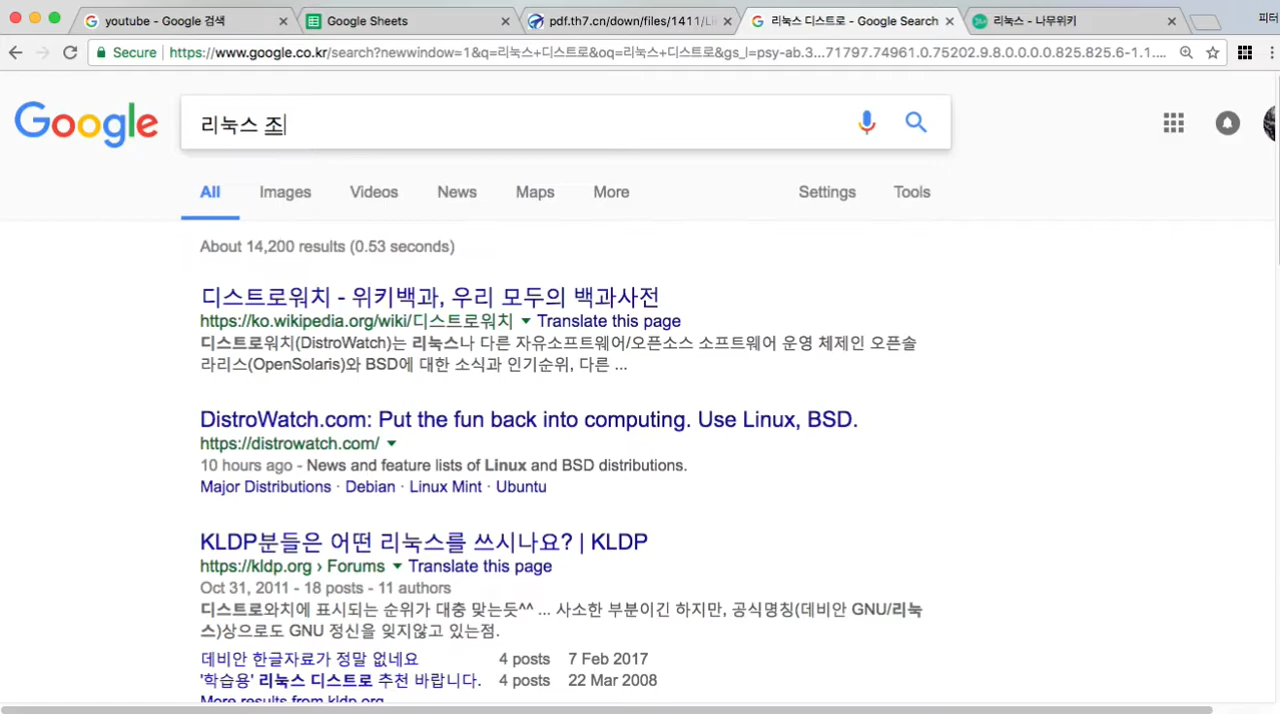 youtube - Google 검색
Google Sheets
pdf.th7.cn/down/files/1411/Li
리눅스 디스트로 - Google Search
리눅스 - 나무위키
피터
Secure https://www.google.co.kr/search?newwindow=1&q=리눅스+디스트로&oq=리눅스+디스트로&gs_l=psy-ab.3...71797.74961.0.75202.9.8.0.0.0.0.825.825.6-1.1....
Google
리눅스 조
All Images Videos News Maps More Settings Tools
About 14,200 results (0.53 seconds)
디스트로워치 - 위키백과, 우리 모두의 백과사전
https://ko.wikipedia.org/wiki/디스트로워치 Translate this page
디스트로워치(DistroWatch)는 리눅스나 다른 자유소프트웨어/오픈소스 소프트웨어 운영 체제인 오픈솔
라리스(OpenSolaris)와 BSD에 대한 소식과 인기순위, 다른 ...
DistroWatch.com: Put the fun back into computing. Use Linux, BSD.
https://distrowatch.com/
10 hours ago - News and feature lists of Linux and BSD distributions.
Major Distributions · Debian · Linux Mint · Ubuntu
KLDP분들은 어떤 리눅스를 쓰시나요? | KLDP
https://kldp.org › Forums Translate this page
Oct 31, 2011 - 18 posts - 11 authors
디스트로와치에 표시되는 순위가 대충 맞는듯^^ ... 사소한 부분이긴 하지만, 공식명칭(데비안 GNU/리눅
스)상으로도 GNU 정신을 잊지않고 있는점.
데비안 한글자료가 정말 없네요 4 posts 7 Feb 2017
'학습용' 리눅스 디스트로 추천 바랍니다. 4 posts 22 Mar 2008
More results from kldp.org